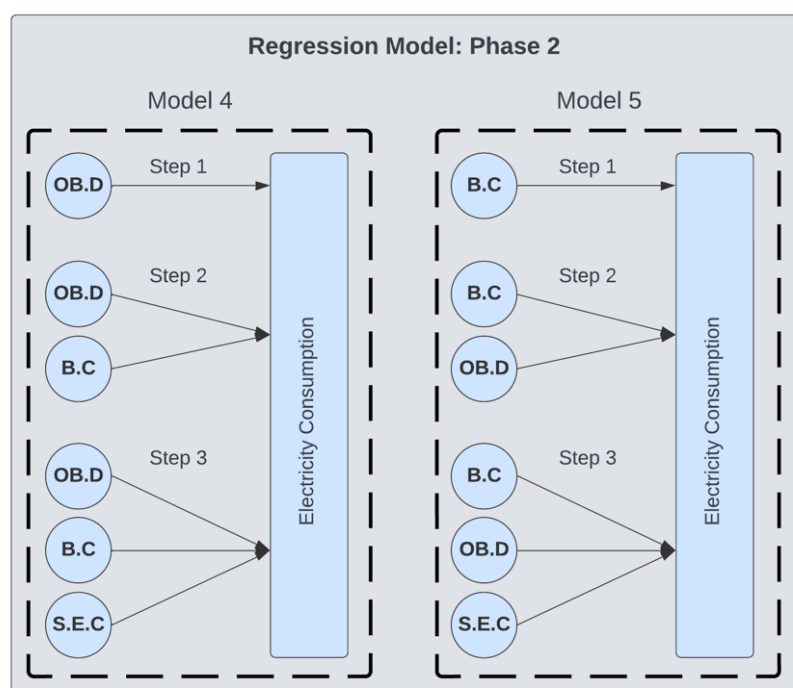 Regression Model: Phase 2
Model 4
Step 1
OB.D
Step 2
OB.D
B.C
Step 3
OB.D
B.C
S.E.C
Electricity Consumption
Model 5
Step 1
B.C
Step 2
B.C
OB.D
Step 3
B.C
OB.D
S.E.C
Electricity Consumption